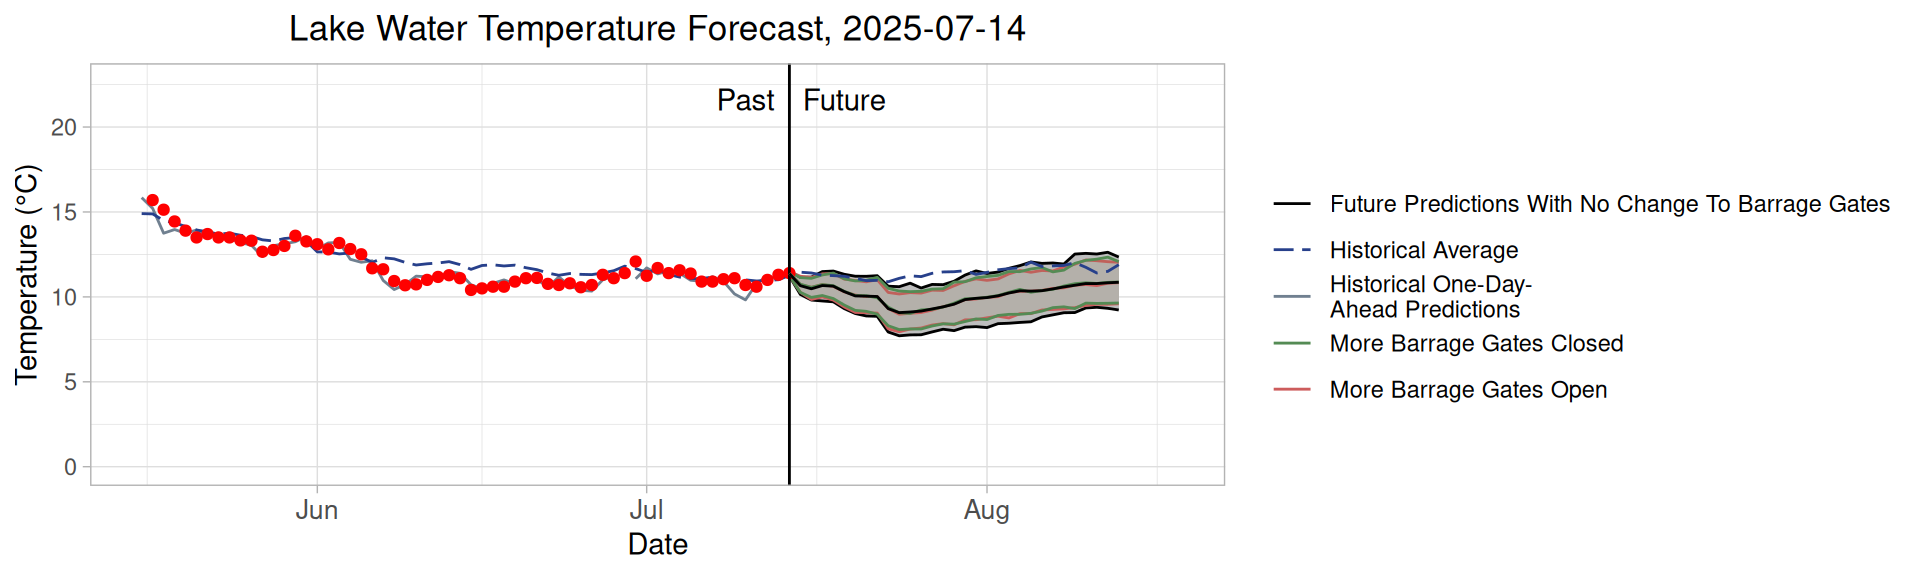 Lake Water Temperature Forecast, 2025-07-14
Past
Future
20
15
10
5
0
Temperature (°C)
Jun
Jul
Aug
Date
Future Predictions With No Change To Barrage Gates
Historical Average
Historical One-Day-
Ahead Predictions
More Barrage Gates Closed
More Barrage Gates Open